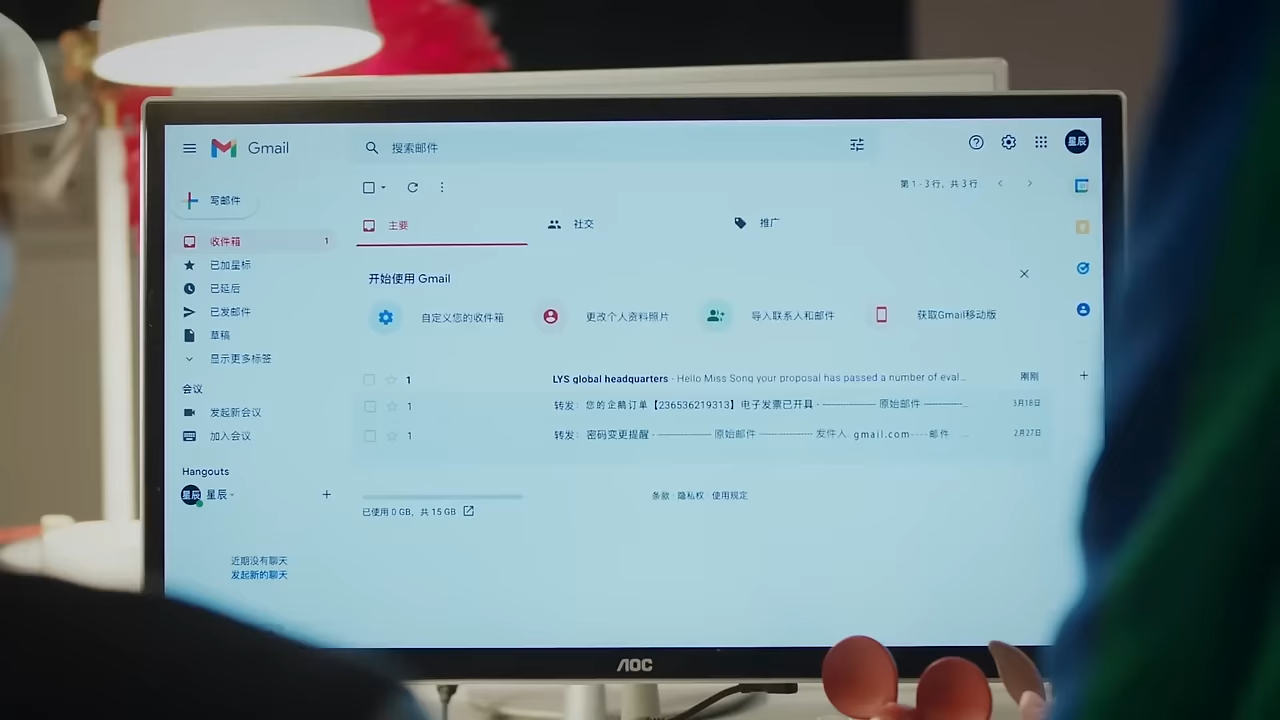 Gmail
搜索邮件
星辰
写邮件
第 1-3行, 共3行
主要
社交
推广
收件箱 1
已加星标
已延后
已发邮件
草稿
显示更多标签
开始使用 Gmail
自定义您的收件箱
更改个人资料照片
导入联系人和邮件
获取Gmail移动版
1 LYS global headquarters - Hello Miss Song your proposal has passed a number of eval... 刚刚
1 转发: 您的企鹅订单【236536219313】电子发票已开具 - ---------- 原始邮件 ----------... 3月18日
1 转发: 密码变更提醒 - ---------- 原始邮件 ---------- 发件人. gmail.com----邮件 ... 2月27日
会议
发起新会议
加入会议
Hangouts
星辰 星辰
已使用 0 GB, 共 15 GB
条款·隐私权·使用规定
近期没有聊天
发起新的聊天
AOC